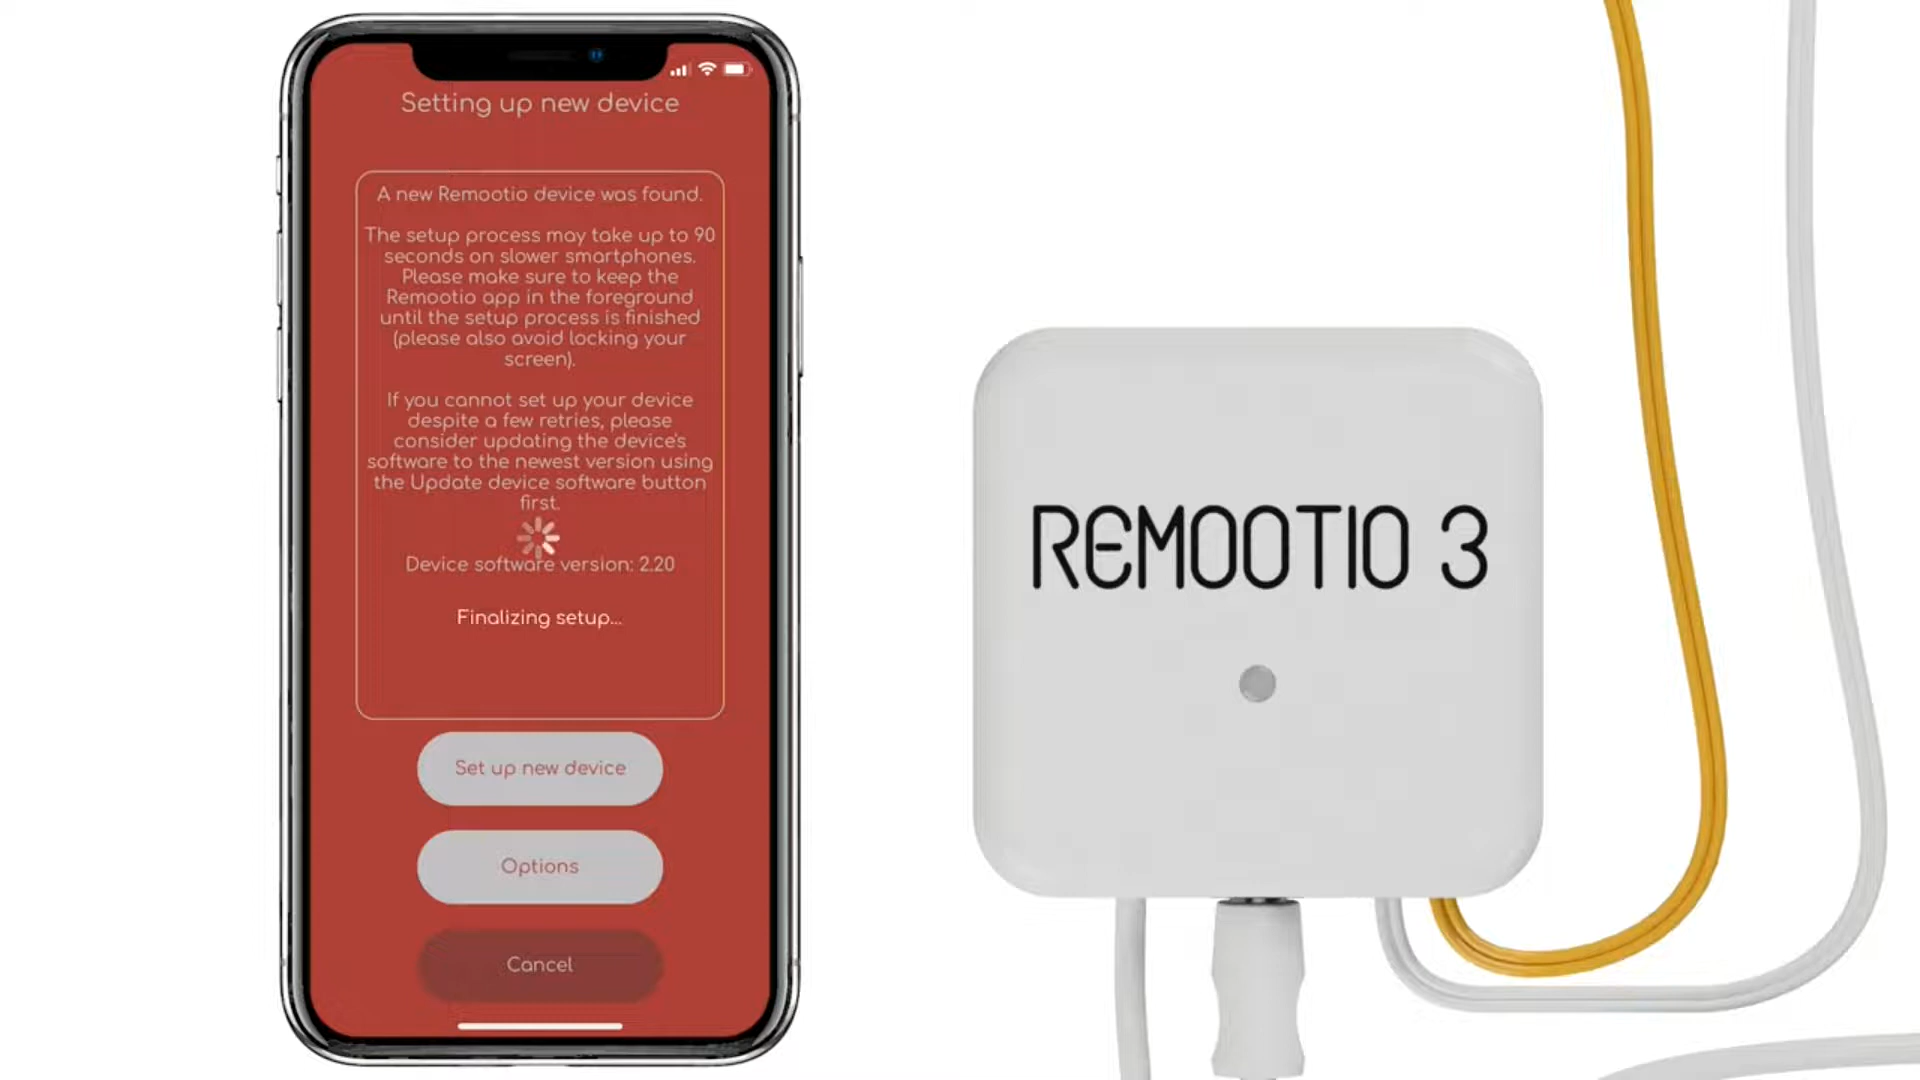 Setting up new device
A new Remootio device was found.
The setup process may take up to 90
seconds on slower smartphones.
Please make sure to keep the
Remootio app in the foreground
until the setup process is finished
(please also avoid locking your
screen).
If you cannot set up your device
despite a few retries, please
consider updating the device's
software to the newest version using
the Update device software button
first.
Device software version: 2.20
Finalizing setup...
Set up new device
Options
Cancel
REMOOTIO 3